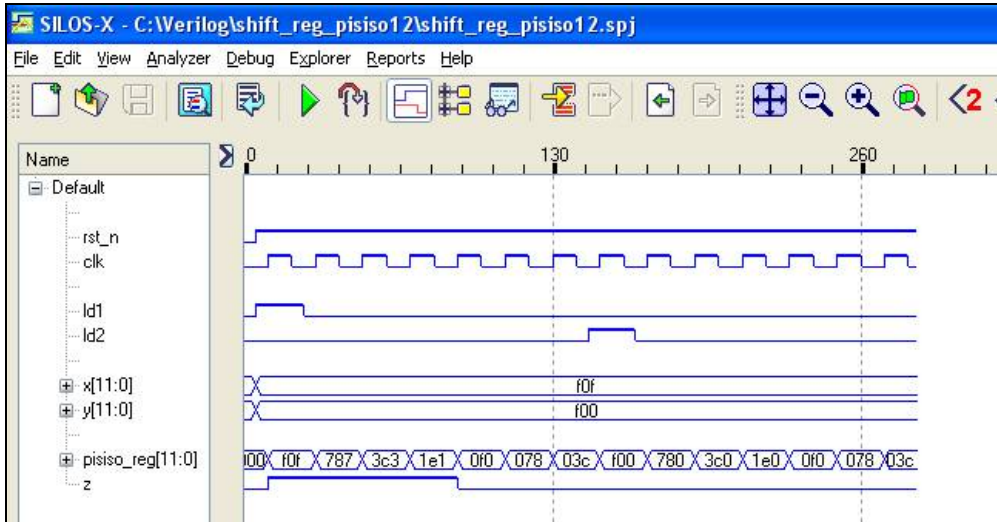 SILOS-X - C:\Verilog\shift_reg_pisiso12\shift_reg_pisiso12.spj
File Edit View Analyzer Debug Explorer Reports Help
2
Name 0 130 260
Default
rst_n
clk
ld1
ld2
x[11:0] f0f
y[11:0] f00
pisiso_reg[11:0] 000 f0f 787 3c3 1e1 0f0 078 03c f00 780 3c0 1e0 0f0 078 03c
z